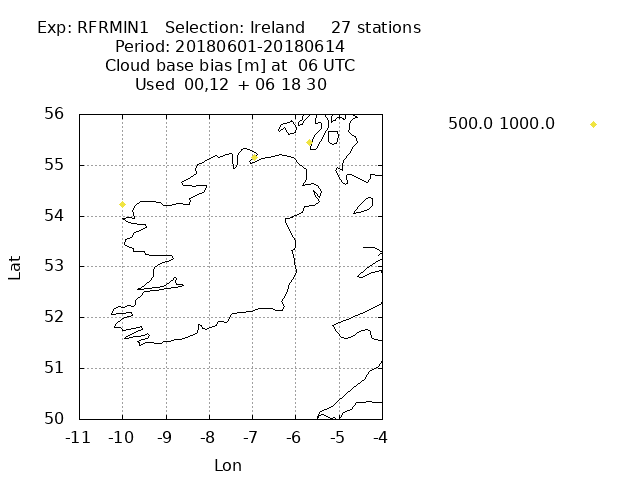 Exp: RFRMIN1 Selection: Ireland 27 stations
Period: 20180601-20180614
Cloud base bias [m] at 06 UTC
Used 00,12 + 06 18 30
500.0 1000.0
56
55
54
53
52
51
50
-11 -10 -9 -8 -7 -6 -5 -4
Lat
Lon